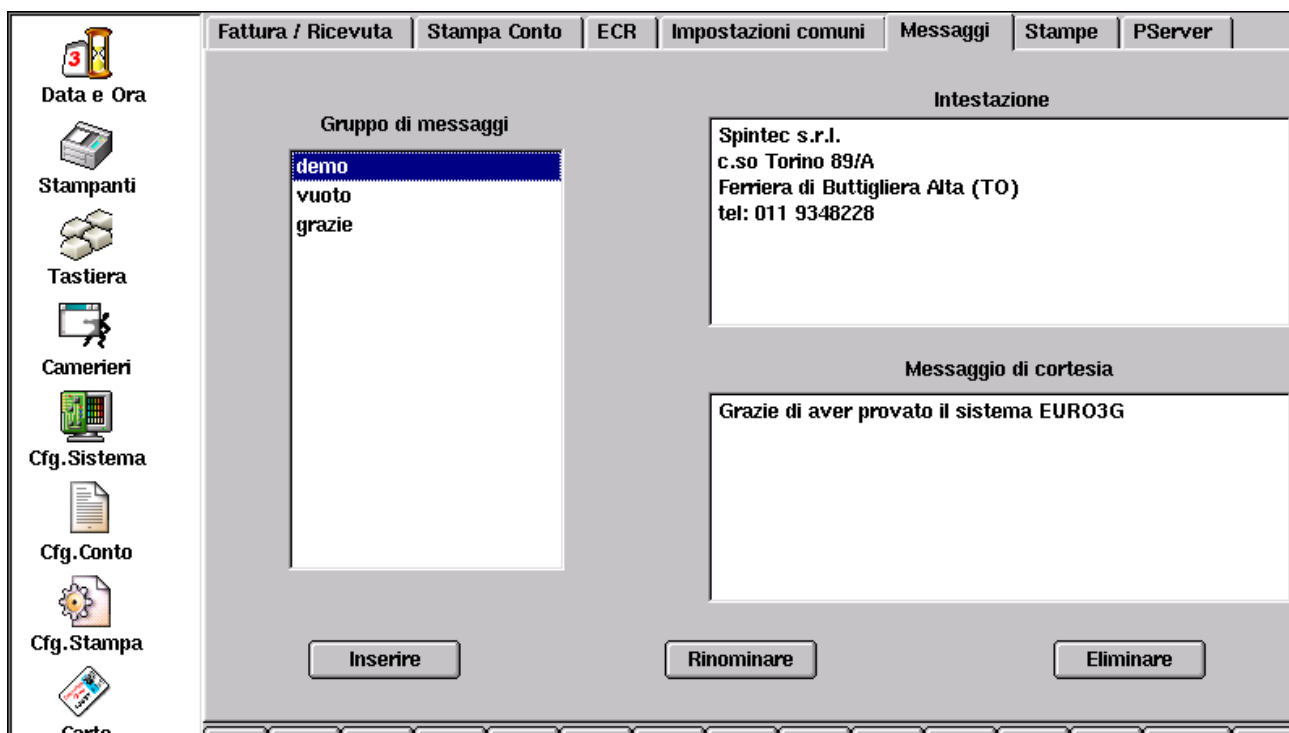 Fattura / Ricevuta
Stampa Conto
ECR
Impostazioni comuni
Messaggi
Stampe
PServer
3
Data e Ora
Stampanti
Tastiera
Camerieri
Cfg.Sistema
Cfg.Conto
Cfg.Stampa
Gruppo di messaggi
demo
vuoto
grazie
Intestazione
Spintec s.r.l.
c.so Torino 89/A
Ferriera di Buttigliera Alta (TO)
tel: 011 9348228
Messaggio di cortesia
Grazie di aver provato il sistema EURO3G
Inserire
Rinominare
Eliminare